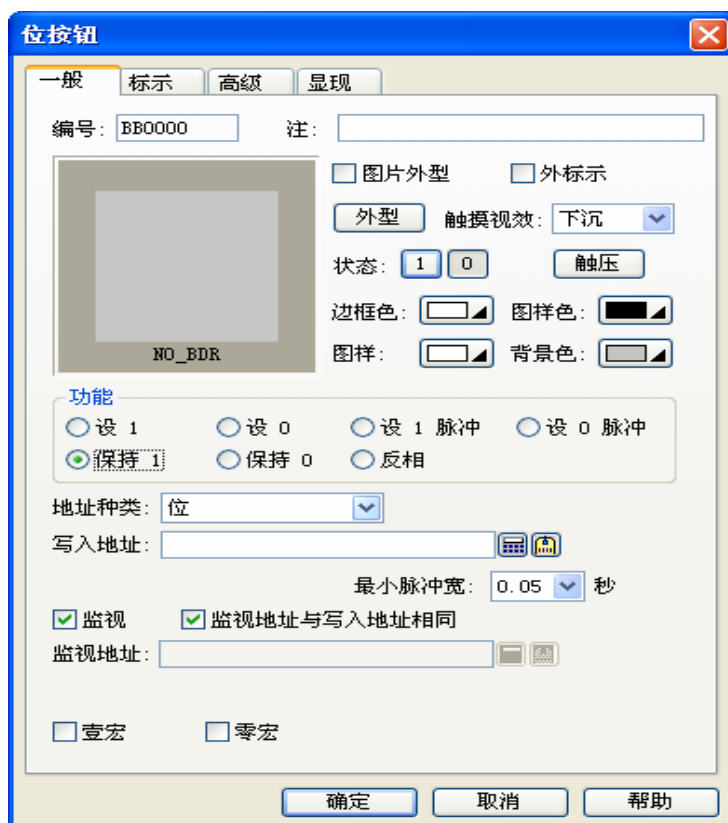 位按钮
一般 标示 高级 显现
编号: BB0000 注:
图片外型 外标示
外型 触摸视效: 下沉
状态: 1 0 触压
边框色: 图样色:
NO_BDR 图样: 背景色:
功能
设 1 设 0 设 1 脉冲 设 0 脉冲
保持 1 保持 0 反相
地址种类: 位
写入地址:
最小脉冲宽: 0.05 秒
监视 监视地址与写入地址相同
监视地址:
壹宏 零宏
确定 取消 帮助